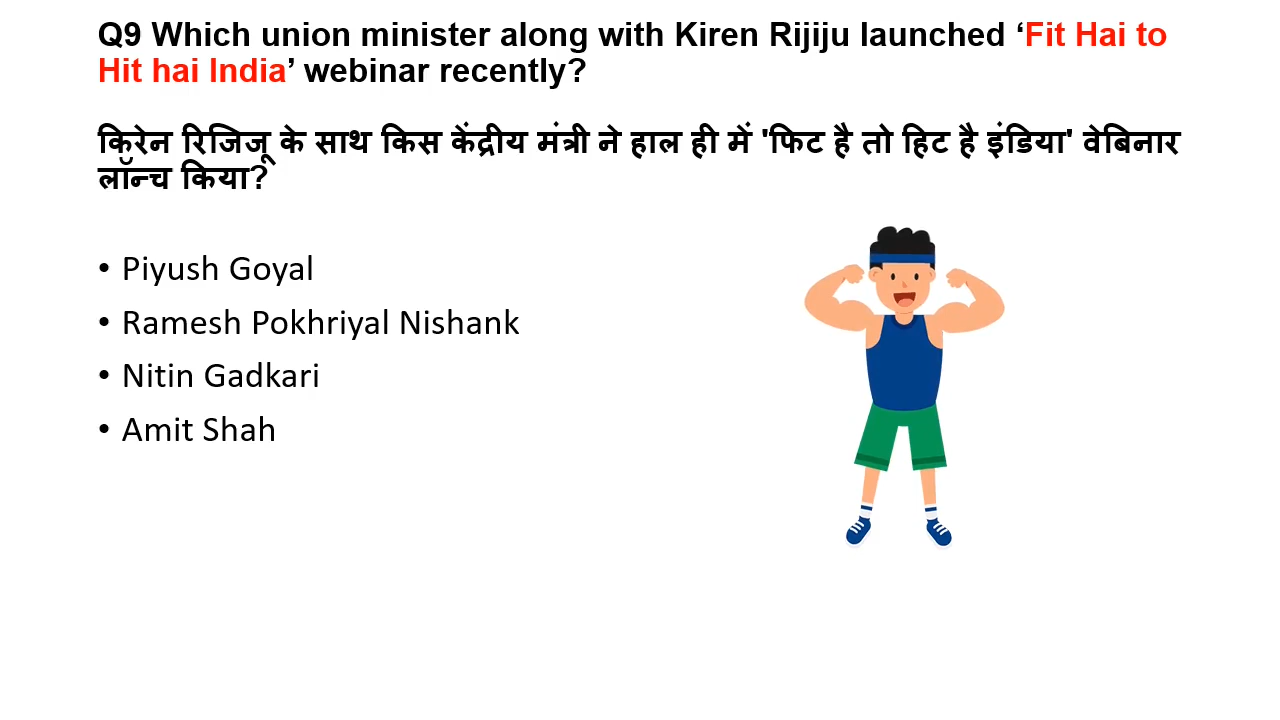 Q9 Which union minister along with Kiren Rijiju launched ‘Fit Hai to
Hit hai India’ webinar recently?
किरेन रिजिजू के साथ किस केंद्रीय मंत्री ने हाल ही में 'फिट है तो हिट है इंडिया' वेबिनार
लॉन्च किया?
• Piyush Goyal
• Ramesh Pokhriyal Nishank
• Nitin Gadkari
• Amit Shah